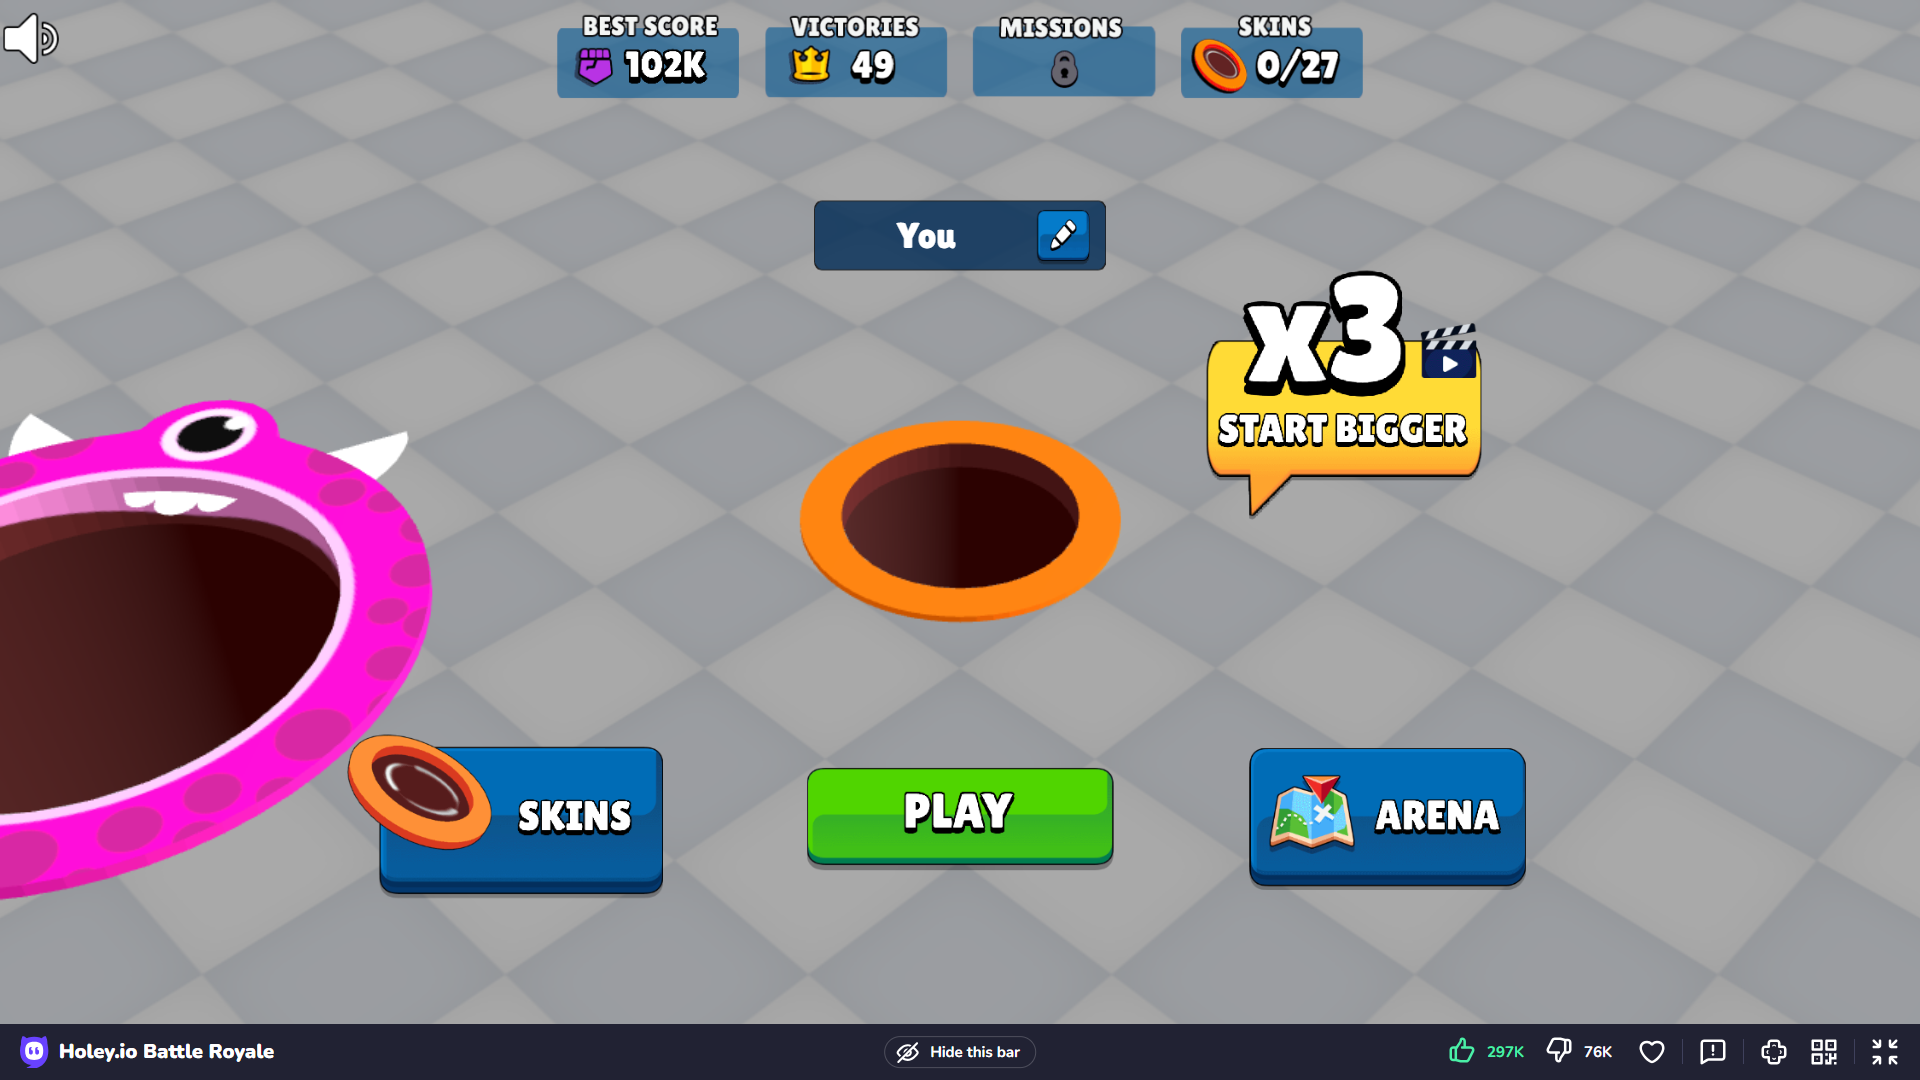 BEST SCORE
102K
VICTORIES
49
MISSIONS
SKINS
0/27
You
x3
START BIGGER
SKINS
PLAY
ARENA
Holey.io Battle Royale
Hide this bar
297K
76K